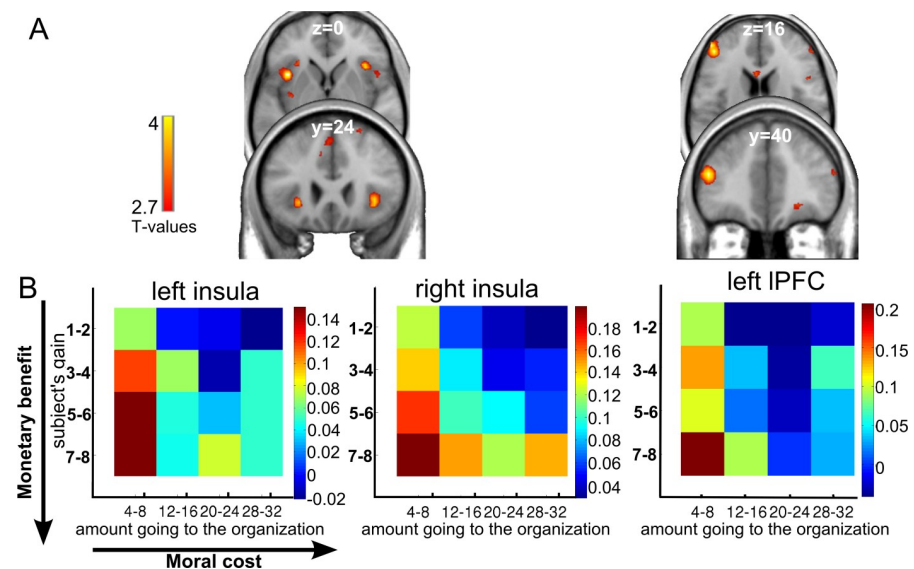 A
z=0
z=16
y=24
y=40
4
2.7
T-values
B
left insula
right insula
left lPFC
Monetary benefit
subject's gain
1-2
3-4
5-6
7-8
4-8 12-16 20-24 28-32
amount going to the organization
0.14
0.12
0.10
0.08
0.06
0.04
0.02
0
-0.02
1-2
3-4
5-6
7-8
4-8 12-16 20-24 28-32
amount going to the organization
0.18
0.16
0.14
0.12
0.1
0.08
0.06
0.04
1-2
3-4
5-6
7-8
4-8 12-16 20-24 28-32
amount going to the organization
0.2
0.15
0.1
0.05
0
Moral cost